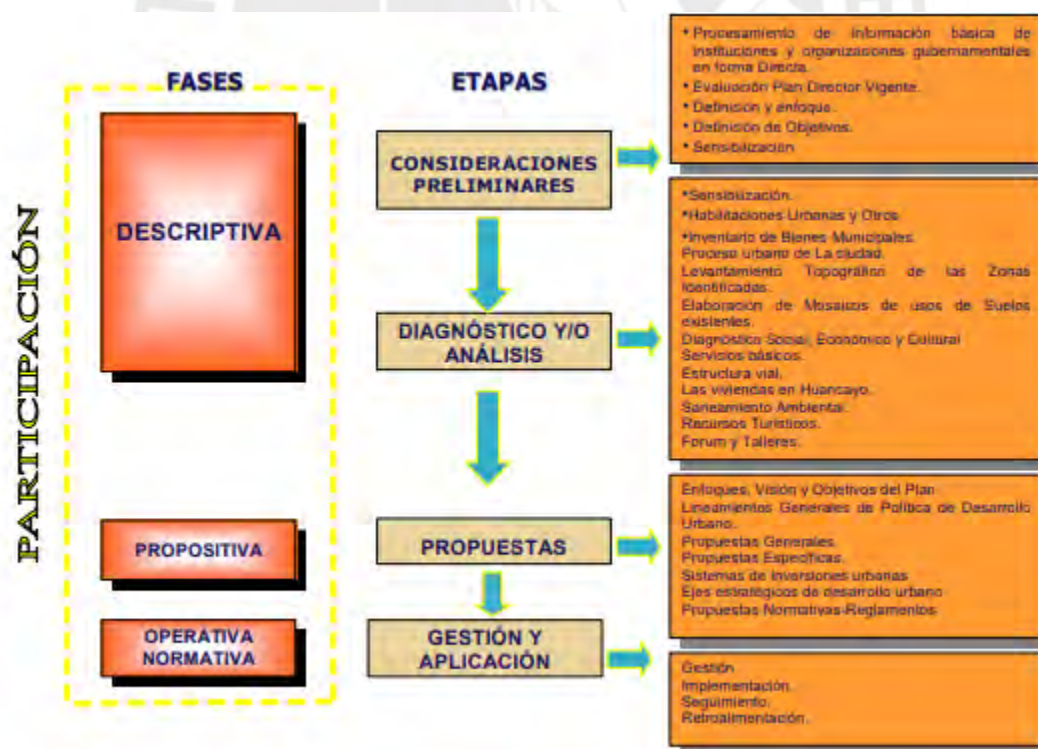 PARTICIPACIÓN
FASES
DESCRIPTIVA
PROPOSITIVA
OPERATIVA
NORMATIVA
ETAPAS
CONSIDERACIONES
PRELIMINARES
DIAGNÓSTICO Y/O
ANÁLISIS
PROPUESTAS
GESTIÓN Y
APLICACIÓN
• Procesamiento de información básica de
instituciones y organizaciones gubernamentales
en forma Directa.
• Evaluación Plan Director Vigente.
• Definición y enfoque.
• Definición de Objetivos.
• Sensibilización
•Sensibilización.
•Habilitaciones Urbanas y Otros
•Inventario de Bienes Municipales.
Proceso urbano de La ciudad.
Levantamiento Topográfico de las Zonas
Identificadas.
Elaboración de Mosaicos de usos de Suelos
existentes.
Diagnóstico Social, Económico y Cultural
Servicios básicos.
Estructura vial.
Las viviendas en Huancayo.
Saneamiento Ambiental.
Recursos Turísticos.
Forum y Talleres.
Enfoques, Visión y Objetivos del Plan
Lineamientos Generales de Política de Desarrollo
Urbano.
Propuestas Generales.
Propuestas Específicas.
Sistemas de Inversiones urbanas
Ejes estratégicos de desarrollo urbano
Propuestas Normativas-Reglamentos
Gestión
Implementación.
Seguimiento.
Retroalimentación.